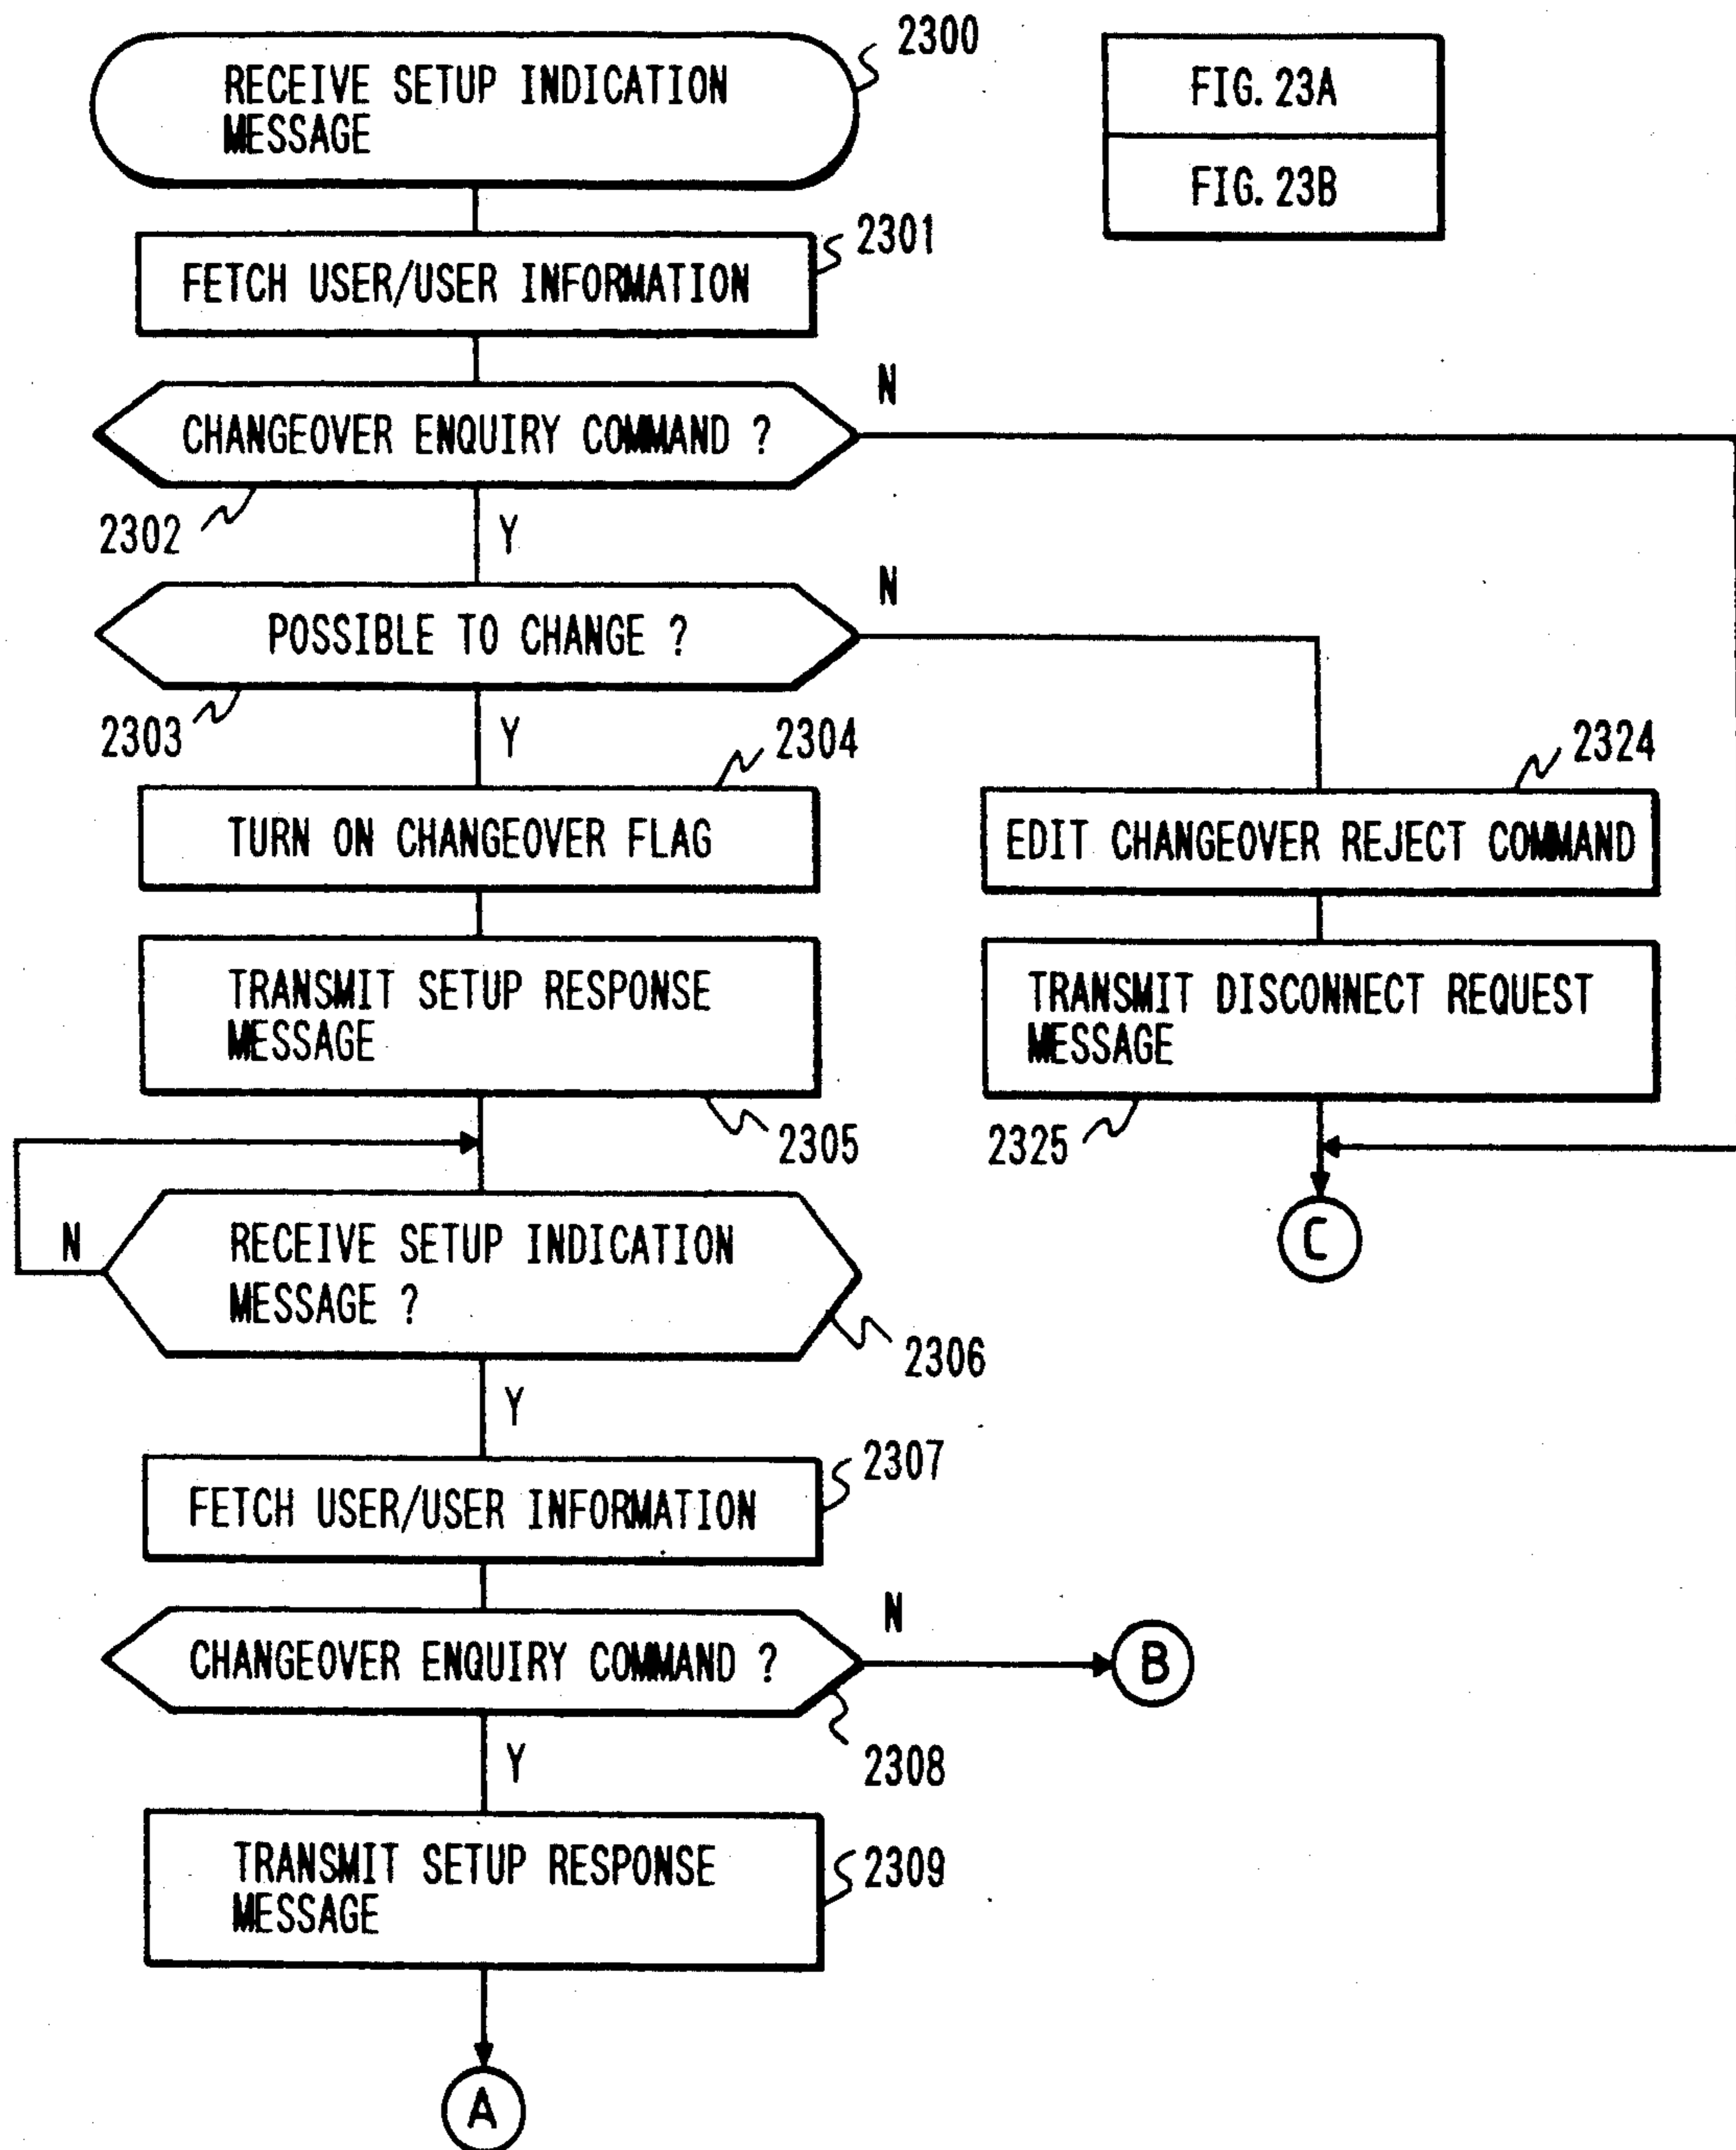 2300
RECEIVE SETUP INDICATION
MESSAGE
FIG. 23A
FIG. 23B
2301
FETCH USER/USER INFORMATION
N
CHANGEOVER ENQUIRY COMMAND ?
2302
Y
N
POSSIBLE TO CHANGE ?
2303
Y
2304
2324
TURN ON CHANGEOVER FLAG
EDIT CHANGEOVER REJECT COMMAND
TRANSMIT SETUP RESPONSE
MESSAGE
TRANSMIT DISCONNECT REQUEST
MESSAGE
2305
2325
C
N
RECEIVE SETUP INDICATION
MESSAGE ?
2306
Y
2307
FETCH USER/USER INFORMATION
N
CHANGEOVER ENQUIRY COMMAND ?
B
2308
Y
TRANSMIT SETUP RESPONSE
MESSAGE
2309
A